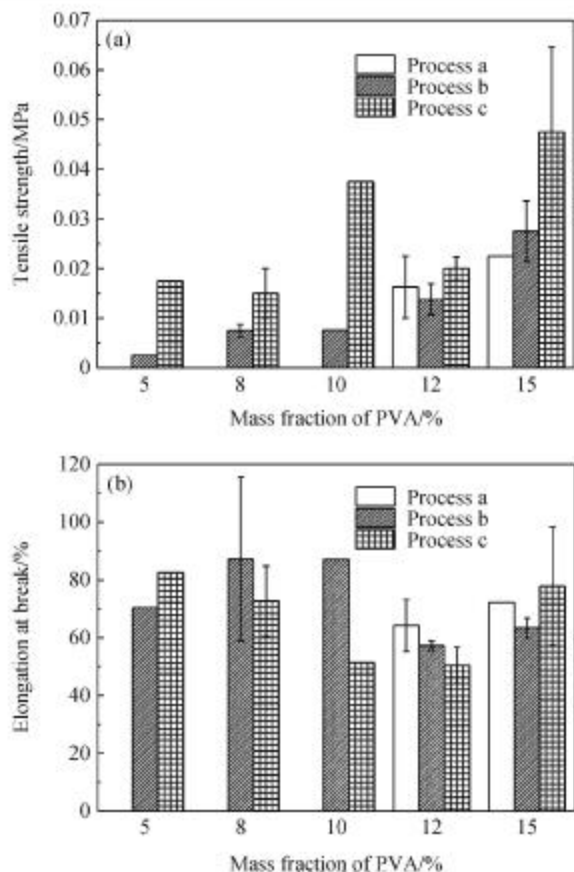 (a)
Process a
Process b
Process c
Tensile strength/MPa
0.07
0.06
0.05
0.04
0.03
0.02
0.01
0
5 8 10 12 15
Mass fraction of PVA/%
(b)
Process a
Process b
Process c
Elongation at break/%
120
100
80
60
40
20
0
5 8 10 12 15
Mass fraction of PVA/%